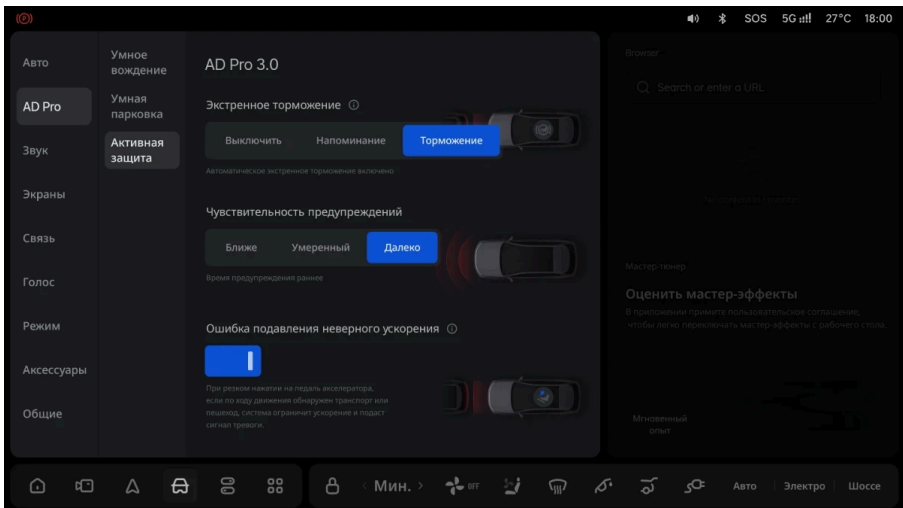 (P)
SOS 5G 27°C 18:00
Авто
AD Pro
Звук
Экраны
Связь
Голос
Режим
Аксессуары
Общие
Умное
вождение
Умная
парковка
Активная
защита
AD Pro 3.0
Экстренное торможение
Выключить Напоминание Торможение
Автоматическое экстренное торможение включено
Чувствительность предупреждений
Ближе Умеренный Далеко
Время предупреждения раннее
Ошибка подавления неверного ускорения
При резком нажатии на педаль акселератора,
если по ходу движения обнаружен транспорт или
пешеход, система ограничит ускорение и подаст
сигнал тревоги.
Browser
Search or enter a URL
Мастер-тюнер
Оценить мастер-эффекты
В приложении примите пользовательское соглашение,
чтобы легко переключать мастер-эффекты с рабочего стола.
Мгновенный
опыт
< Мин. > OFF Авто Электро Шоссе